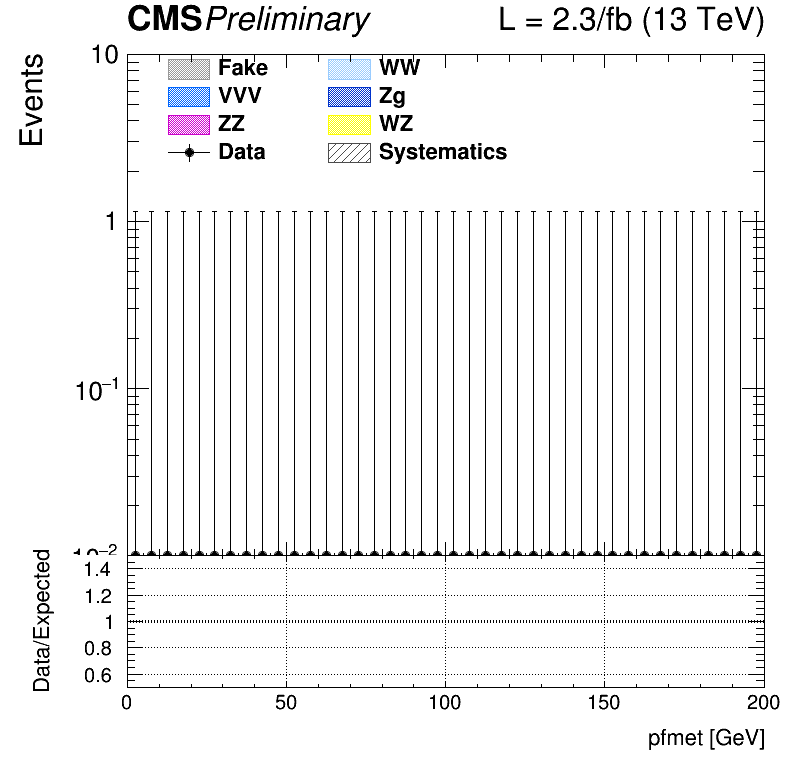 CMS Preliminary L = 2.3/fb (13 TeV)
Events
10
1
10⁻¹
Fake WW
VVV Zg
ZZ WZ
Data Systematics
Data/Expected
1.4
1.2
1
0.8
0.6
0 50 100 150 200
pfmet [GeV]